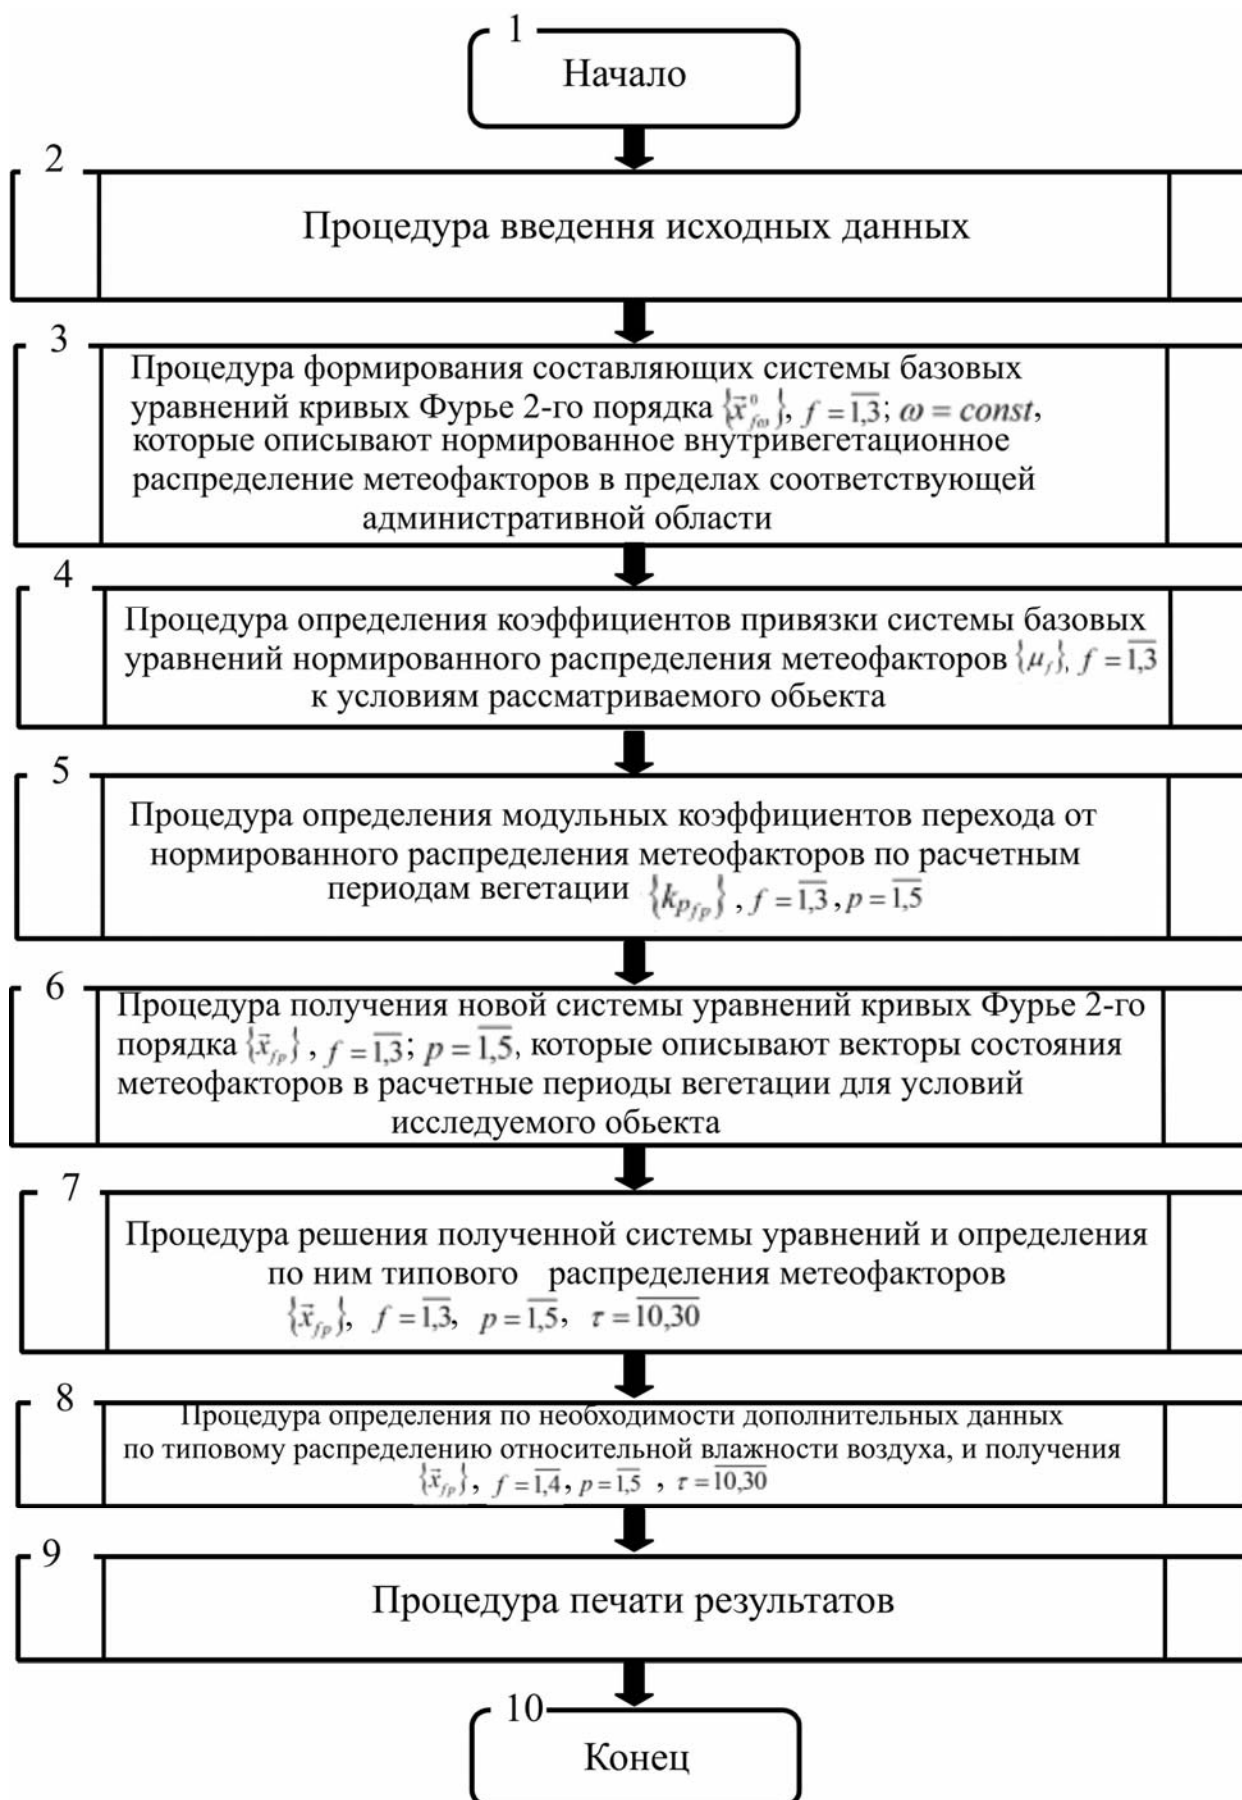 1
Начало
2
Процедура введення исходных данных
3
Процедура формирования составляющих системы базовых
уравнений кривых Фурье 2-го порядка {x⃗⁰_fω}, f = 1,3; ω = const,
которые описывают нормированное внутривегетационное
распределение метеофакторов в пределах соответствующей
административной области
4
Процедура определения коэффициентов привязки системы базовых
уравнений нормированного распределения метеофакторов {μ_f}, f = 1,3
к условиям рассматриваемого обьекта
5
Процедура определения модульных коэффициентов перехода от
нормированного распределения метеофакторов по расчетным
периодам вегетации {k_p_fp}, f = 1,3, p = 1,5
6
Процедура получения новой системы уравнений кривых Фурье 2-го
порядка {x⃗_fp}, f = 1,3; p = 1,5, которые описывают векторы состояния
метеофакторов в расчетные периоды вегетации для условий
исследуемого обьекта
7
Процедура решения полученной системы уравнений и определения
по ним типового распределения метеофакторов
{x⃗_fp}, f = 1,3, p = 1,5, τ = 10,30
8
Процедура определения по необходимости дополнительных данных
по типовому распределению относительной влажности воздуха, и получения
{x⃗_fp}, f = 1,4, p = 1,5 , τ = 10,30
9
Процедура печати результатов
10
Конец